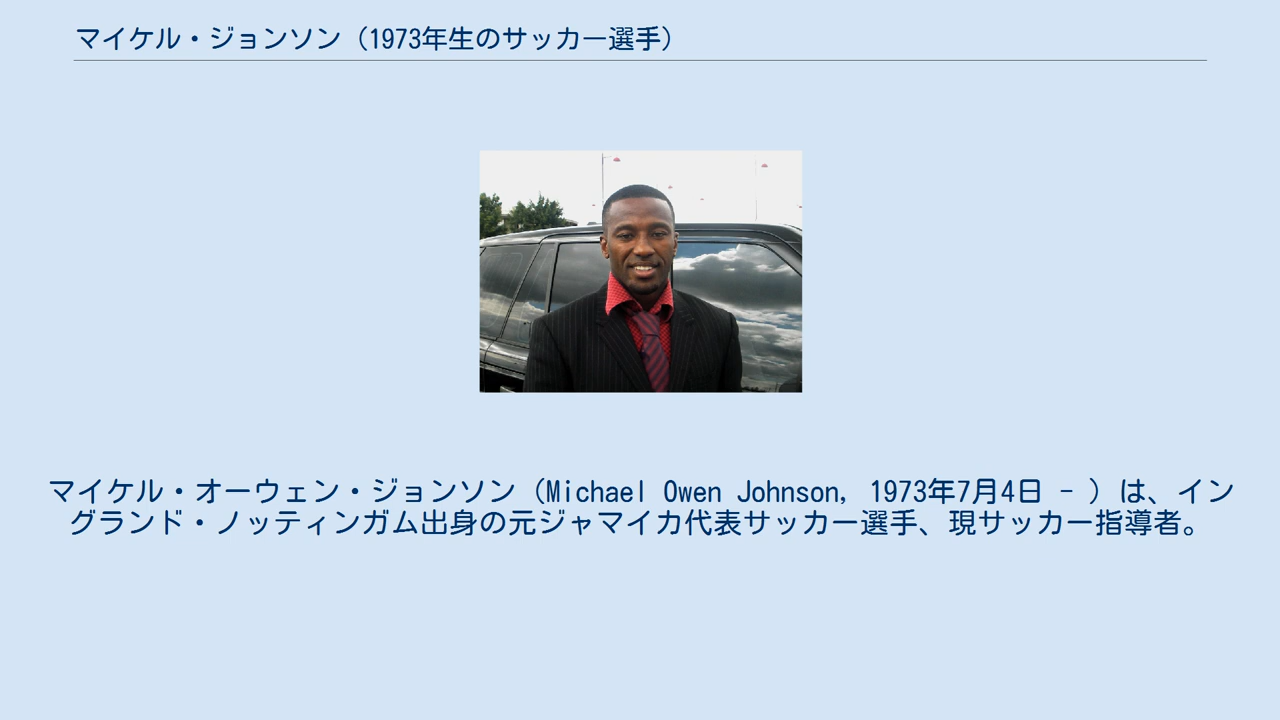 マイケル・ジョンソン（1973年生のサッカー選手）
マイケル・オーウェン・ジョンソン（Michael Owen Johnson, 1973年7月4日 - ）は、イン
グランド・ノッティンガム出身の元ジャマイカ代表サッカー選手、現サッカー指導者。